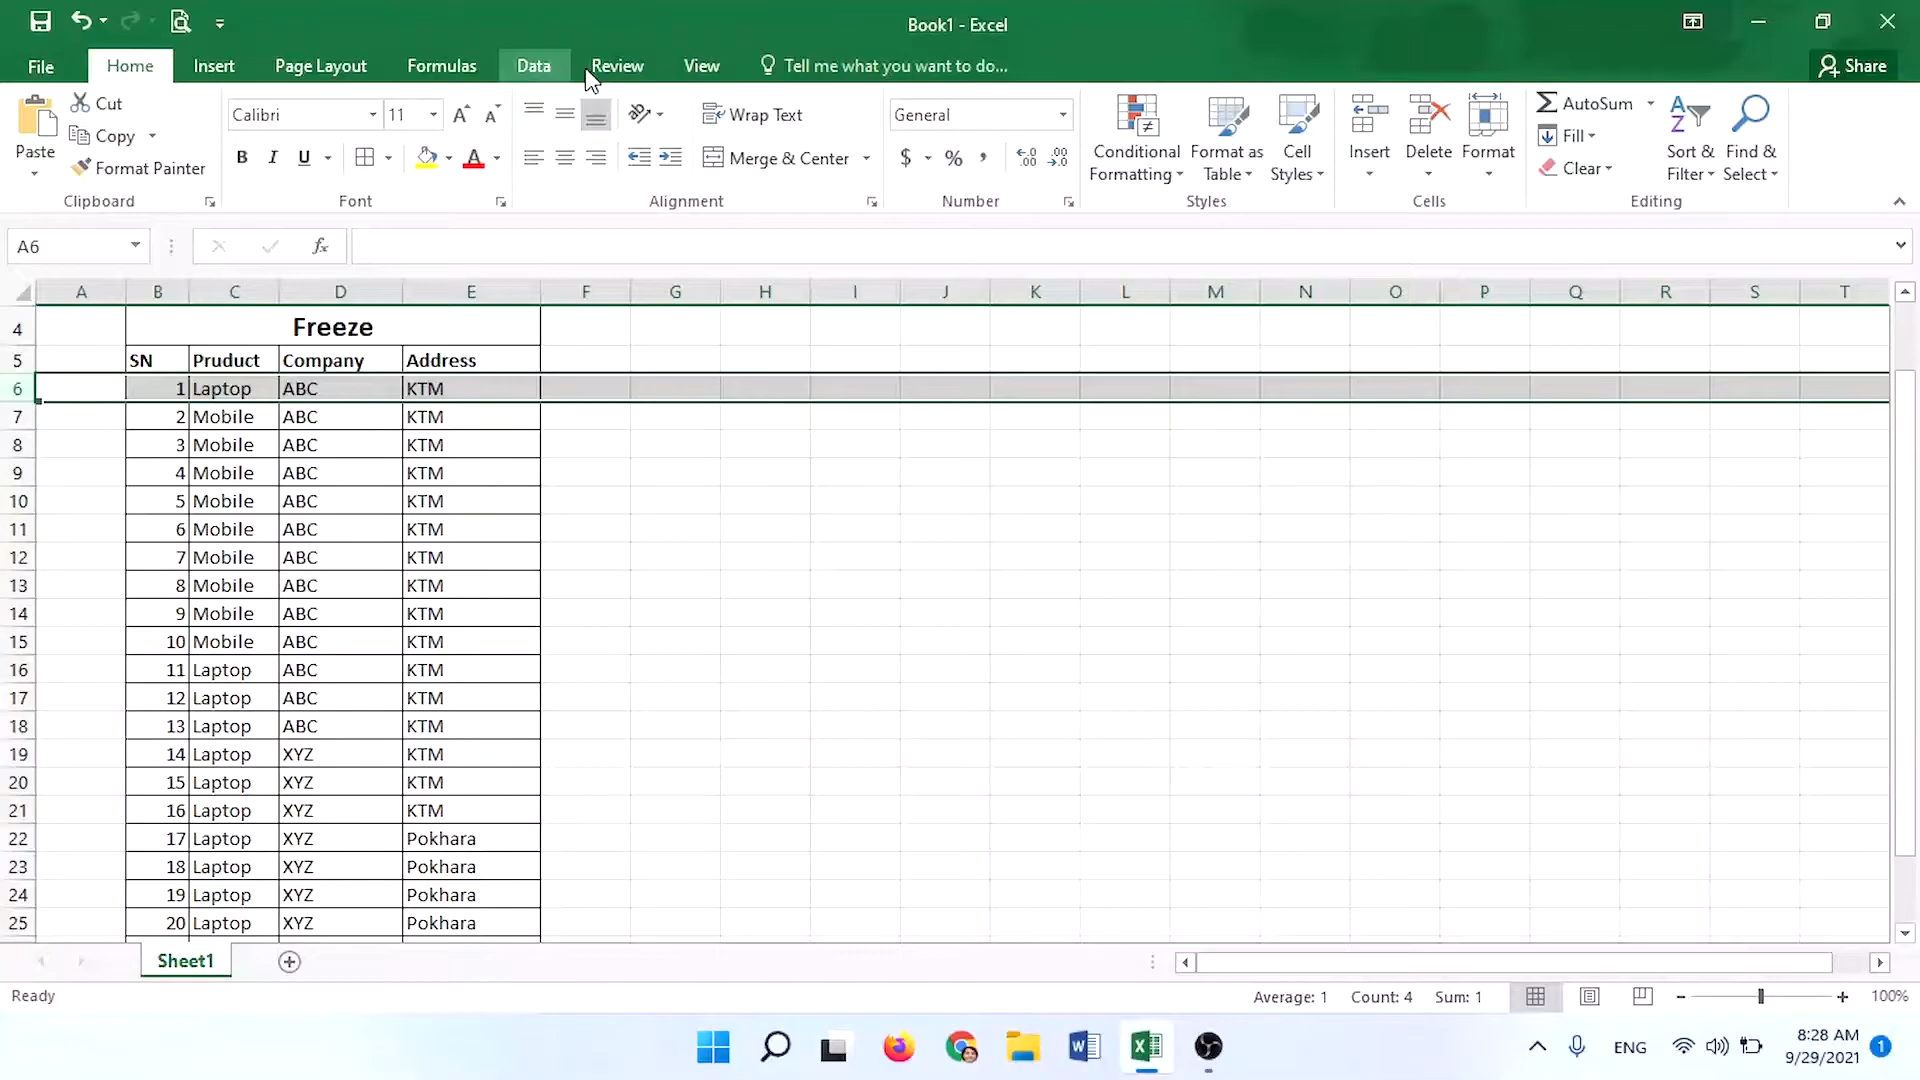 Book1 - Excel
File Home Insert Page Layout Formulas Data Review View Tell me what you want to do... Share
Paste
Cut
Copy
Format Painter
Clipboard
Calibri 11
B I U
Font
Wrap Text
Merge & Center
Alignment
General
$ % ,
Number
Conditional Formatting
Format as Table
Cell Styles
Styles
Insert
Delete
Format
Cells
AutoSum
Fill
Clear
Sort & Filter
Find & Select
Editing
A6 fx
A B C D E F G H I J K L M N O P Q R S T
4 Freeze
5 SN Pruduct Company Address
6 1 Laptop ABC KTM
7 2 Mobile ABC KTM
8 3 Mobile ABC KTM
9 4 Mobile ABC KTM
10 5 Mobile ABC KTM
11 6 Mobile ABC KTM
12 7 Mobile ABC KTM
13 8 Mobile ABC KTM
14 9 Mobile ABC KTM
15 10 Mobile ABC KTM
16 11 Laptop ABC KTM
17 12 Laptop ABC KTM
18 13 Laptop ABC KTM
19 14 Laptop XYZ KTM
20 15 Laptop XYZ KTM
21 16 Laptop XYZ KTM
22 17 Laptop XYZ Pokhara
23 18 Laptop XYZ Pokhara
24 19 Laptop XYZ Pokhara
25 20 Laptop XYZ Pokhara
Sheet1
Ready Average: 1 Count: 4 Sum: 1 100%
ENG 8:28 AM 1
9/29/2021